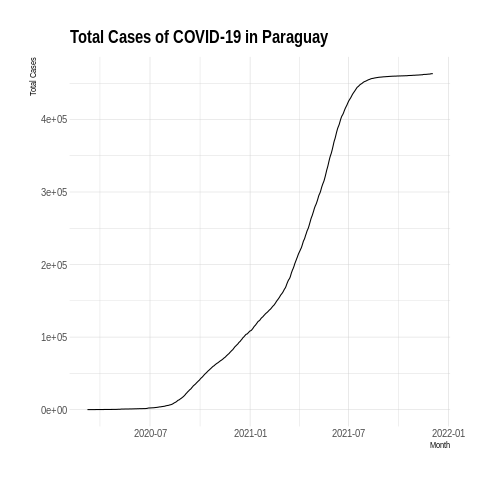 Total Cases of COVID-19 in Paraguay
Total Cases
4e+05
3e+05
2e+05
1e+05
0e+00
2020-07 2021-01 2021-07 2022-01
Month